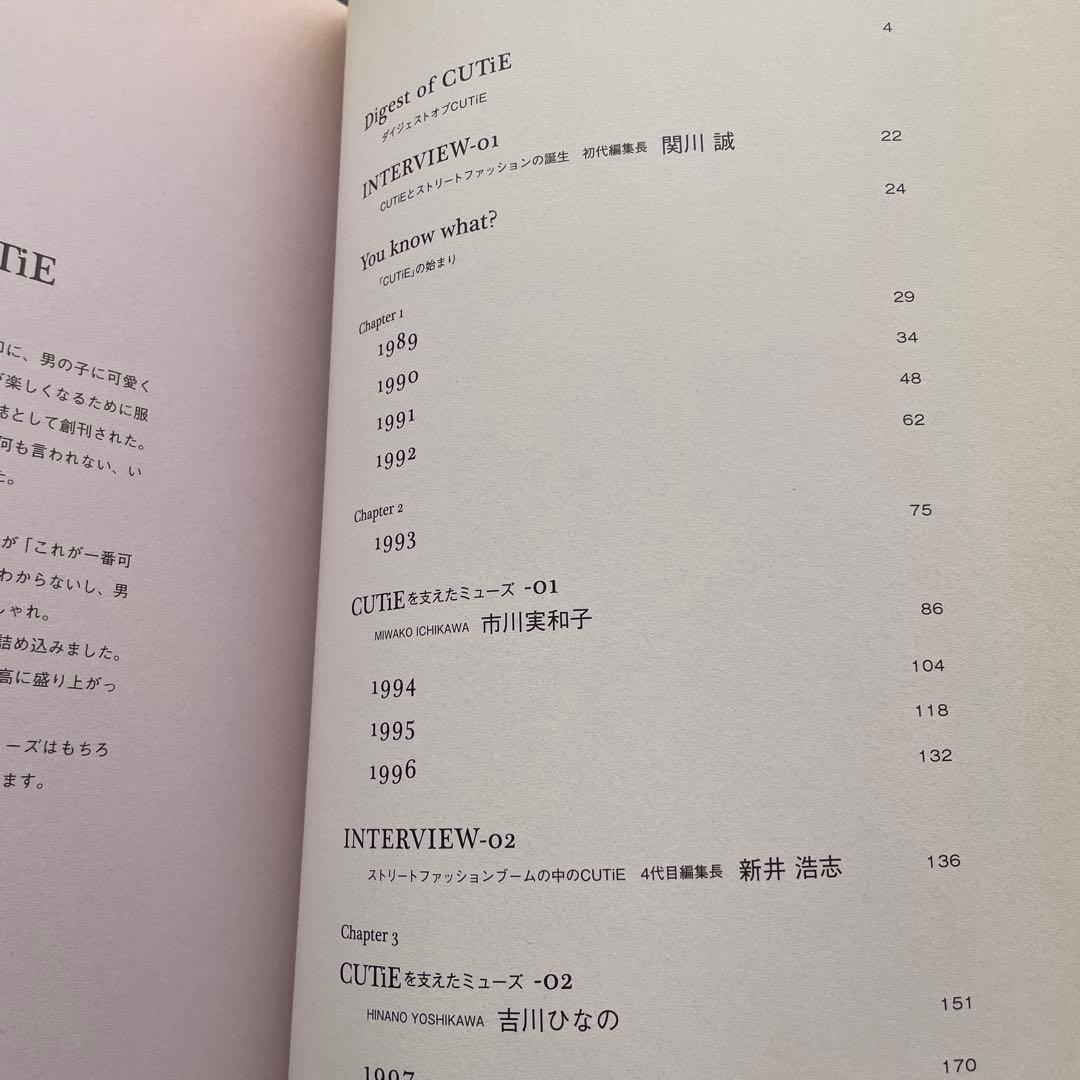 TiE
に、男の子に可愛く
楽しくなるために服
誌として創刊された。
何も言われない、い
た。
が「これが一番可
わからないし、男
しゃれ。
詰め込みました。
高に盛り上がっ
ーズはもちろ
ます。
Digest of CUTiE 4
ダイジェストオブCUTiE
INTERVIEW-01
CUTiEとストリートファッションの誕生 初代編集長 関川 誠 22
You know what? 24
「CUTiE」の始まり
Chapter 1
1989 29
1990 34
1991 48
1992 62
Chapter 2
1993 75
CUTiEを支えたミューズ -01
MIWAKO ICHIKAWA 市川実和子 86
1994 104
1995 118
1996 132
INTERVIEW-02
ストリートファッションブームの中のCUTiE 4代目編集長 新井 浩志 136
Chapter 3
CUTiEを支えたミューズ -02
HINANO YOSHIKAWA 吉川ひなの 151
1997 170